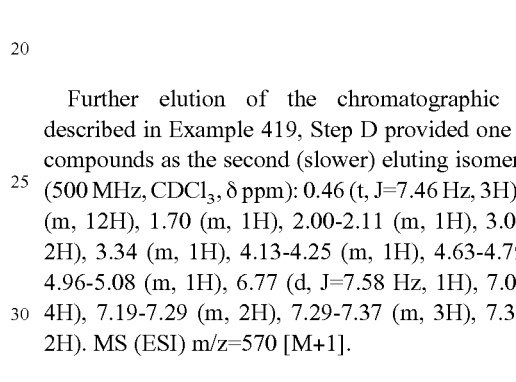 20
Further elution of the chromatographic
described in Example 419, Step D provided one
compounds as the second (slower) eluting isomer
25 (500 MHz, CDCl₃, δ ppm): 0.46 (t, J=7.46 Hz, 3H)
(m, 12H), 1.70 (m, 1H), 2.00-2.11 (m, 1H), 3.0
2H), 3.34 (m, 1H), 4.13-4.25 (m, 1H), 4.63-4.7
4.96-5.08 (m, 1H), 6.77 (d, J=7.58 Hz, 1H), 7.0
30 4H), 7.19-7.29 (m, 2H), 7.29-7.37 (m, 3H), 7.3
2H). MS (ESI) m/z=570 [M+1].